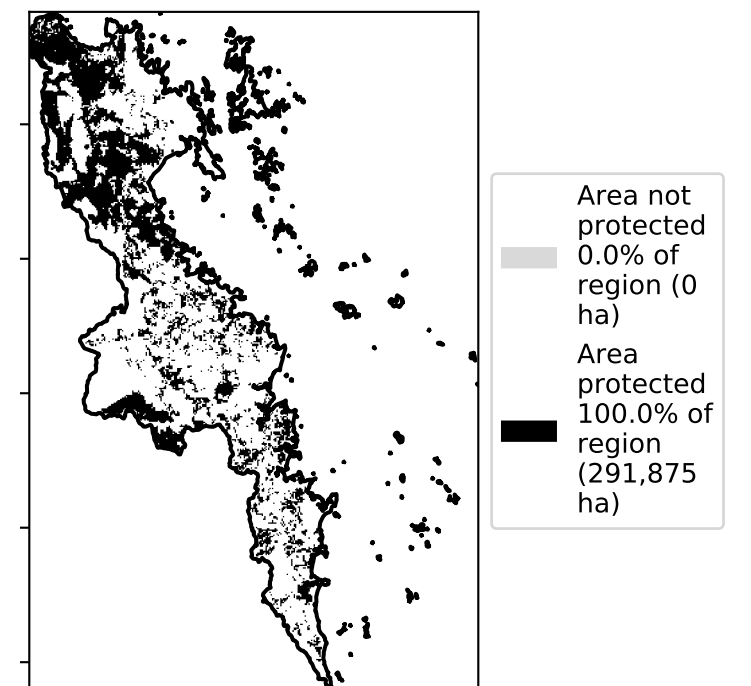 Area not
protected
0.0% of
region (0
ha)
Area
protected
100.0% of
region
(291,875
ha)